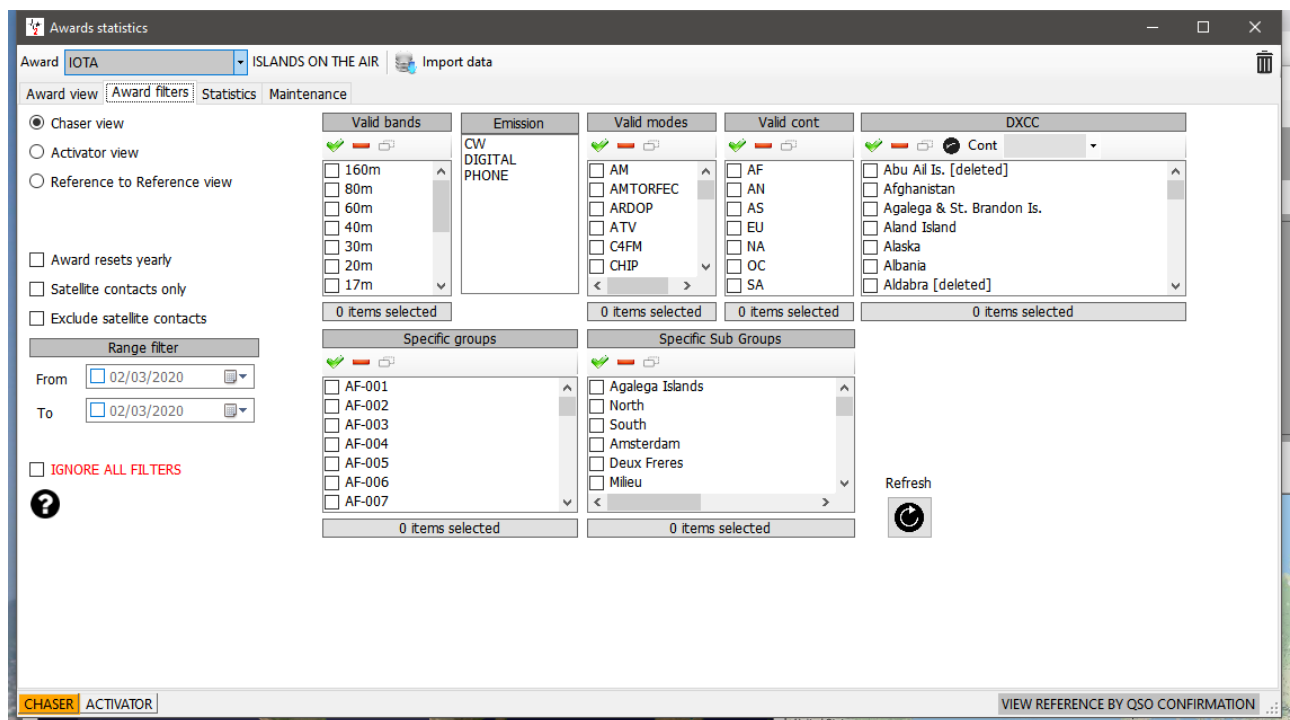 Awards statistics
Award IOTA ISLANDS ON THE AIR Import data
Award view Award filters Statistics Maintenance
Chaser view
Activator view
Reference to Reference view
Award resets yearly
Satellite contacts only
Exclude satellite contacts
Range filter
From 02/03/2020
To 02/03/2020
IGNORE ALL FILTERS
?
Valid bands
160m
80m
60m
40m
30m
20m
17m
0 items selected
Emission
CW
DIGITAL
PHONE
Valid modes
AM
AMTORFEC
ARDOP
ATV
C4FM
CHIP
0 items selected
Valid cont
AF
AN
AS
EU
NA
OC
SA
0 items selected
DXCC
Cont
Abu Ail Is. [deleted]
Afghanistan
Agalega & St. Brandon Is.
Aland Island
Alaska
Albania
Aldabra [deleted]
0 items selected
Specific groups
AF-001
AF-002
AF-003
AF-004
AF-005
AF-006
AF-007
0 items selected
Specific Sub Groups
Agalega Islands
North
South
Amsterdam
Deux Freres
Milieu
0 items selected
Refresh
CHASER ACTIVATOR
VIEW REFERENCE BY QSO CONFIRMATION